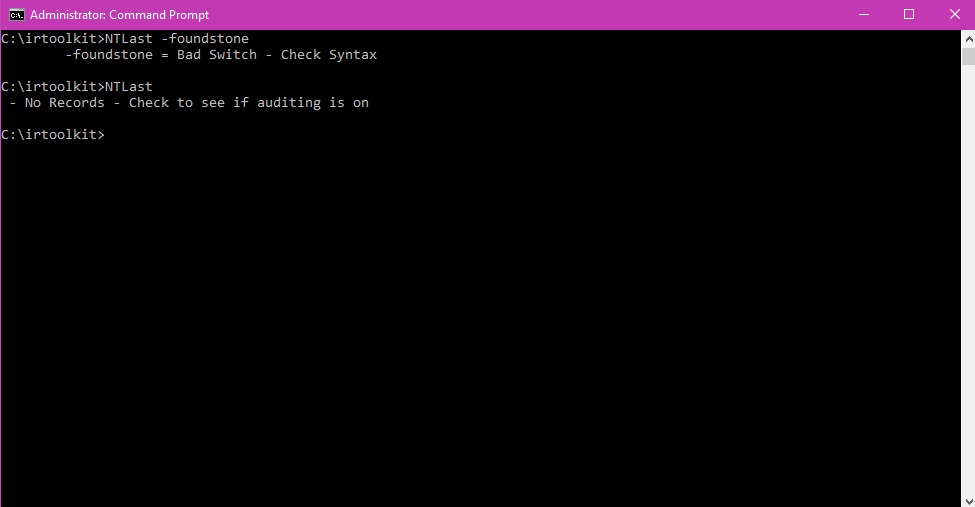 Administrator: Command Prompt
C:\irtoolkit>NTLast -foundstone
-foundstone = Bad Switch - Check Syntax
C:\irtoolkit>NTLast
- No Records - Check to see if auditing is on
C:\irtoolkit>